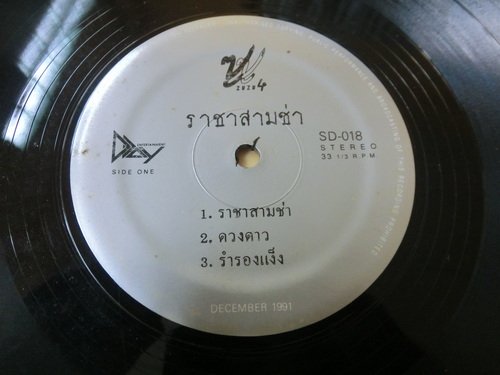 ราชาสามช่า
SD-018
STEREO
33 1/3 R.P.M
ENTERTAINMENT
SIDE ONE
1. ราชาสามช่า
2. ดวงดาว
3. รำรองแง็ง
DECEMBER 1991